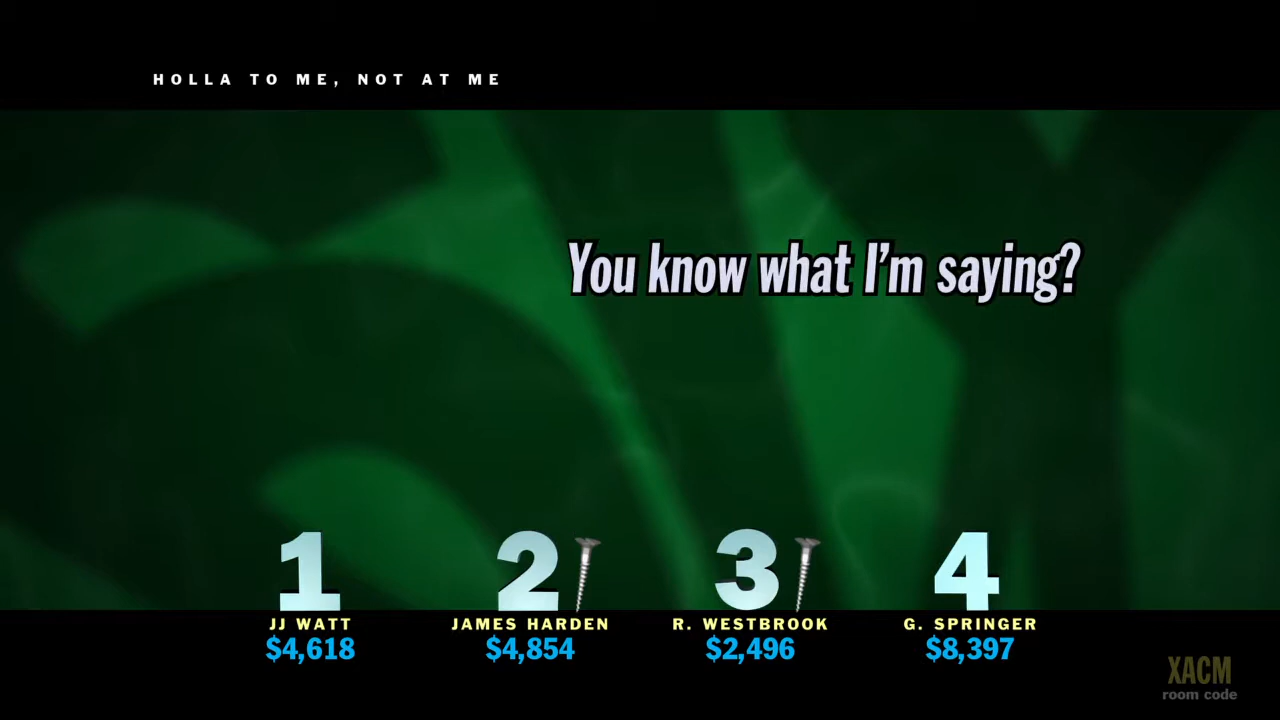 HOLLA TO ME, NOT AT ME
You know what I'm saying?
1 2 3 4
JJ WATT JAMES HARDEN R. WESTBROOK G. SPRINGER
$4,618 $4,854 $2,496 $8,397
XACM
room code